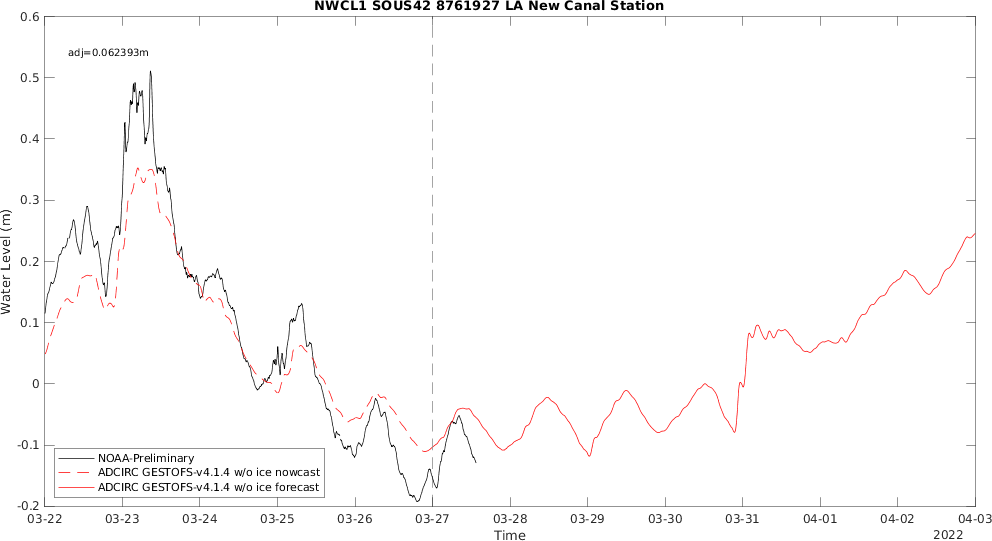 NWCL1 SOUS42 8761927 LA New Canal Station
adj=0.062393m
Water Level (m)
0.6
0.5
0.4
0.3
0.2
0.1
0
-0.1
-0.2
NOAA-Preliminary
ADCIRC GESTOFS-v4.1.4 w/o ice nowcast
ADCIRC GESTOFS-v4.1.4 w/o ice forecast
03-22 03-23 03-24 03-25 03-26 03-27 03-28 03-29 03-30 03-31 04-01 04-02 04-03
Time
2022